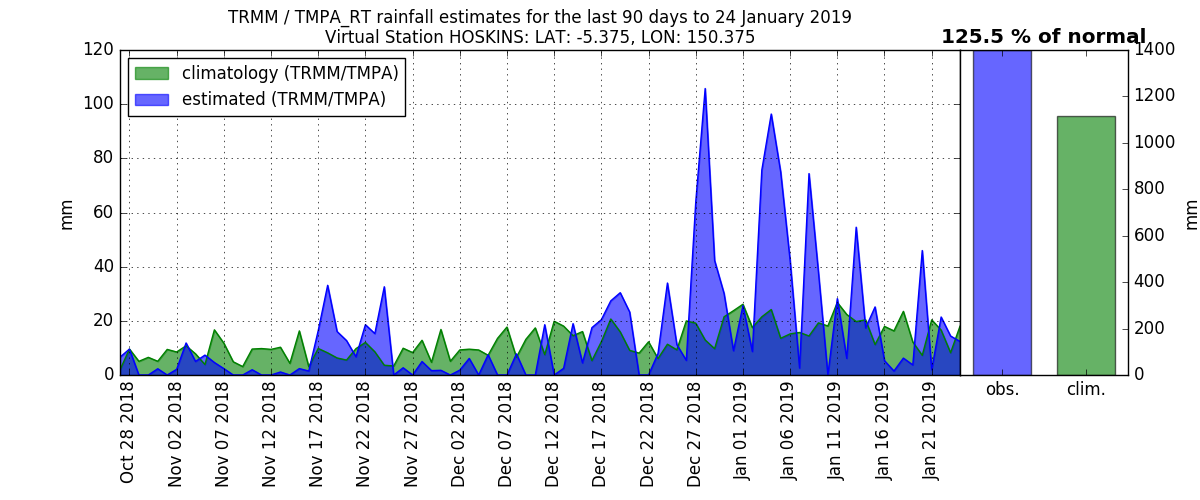 TRMM / TMPA_RT rainfall estimates for the last 90 days to 24 January 2019
Virtual Station HOSKINS: LAT: -5.375, LON: 150.375
125.5 % of normal
climatology (TRMM/TMPA)
estimated (TRMM/TMPA)
120
100
80
60
40
20
0
mm
Oct 28 2018
Nov 02 2018
Nov 07 2018
Nov 12 2018
Nov 17 2018
Nov 22 2018
Nov 27 2018
Dec 02 2018
Dec 07 2018
Dec 12 2018
Dec 17 2018
Dec 22 2018
Dec 27 2018
Jan 01 2019
Jan 06 2019
Jan 11 2019
Jan 16 2019
Jan 21 2019
obs.
clim.
1400
1200
1000
800
600
400
200
0
mm